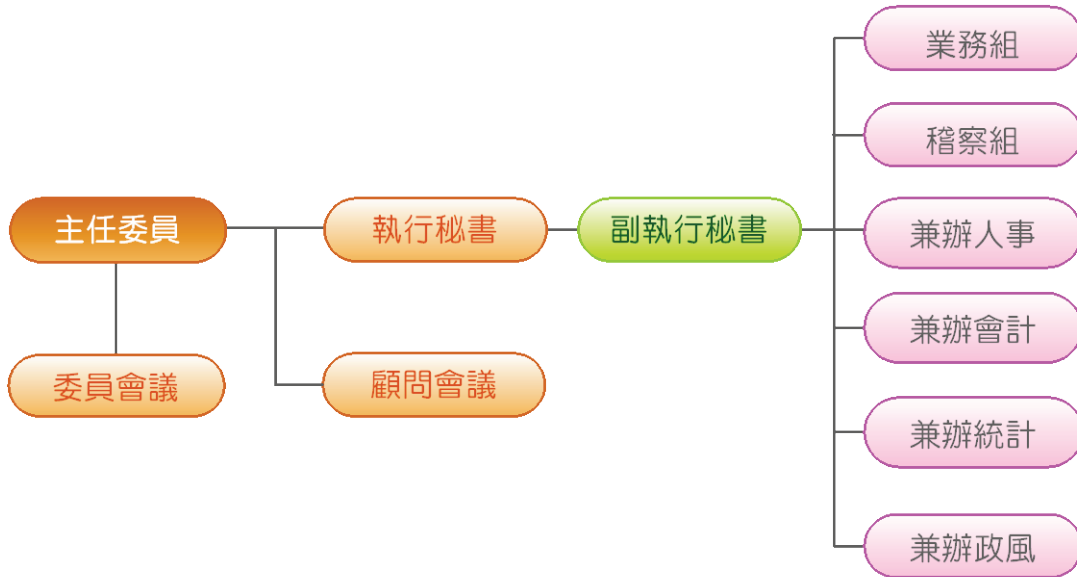 主任委員
委員會議
執行秘書
顧問會議
副執行秘書
業務組
稽察組
兼辦人事
兼辦會計
兼辦統計
兼辦政風